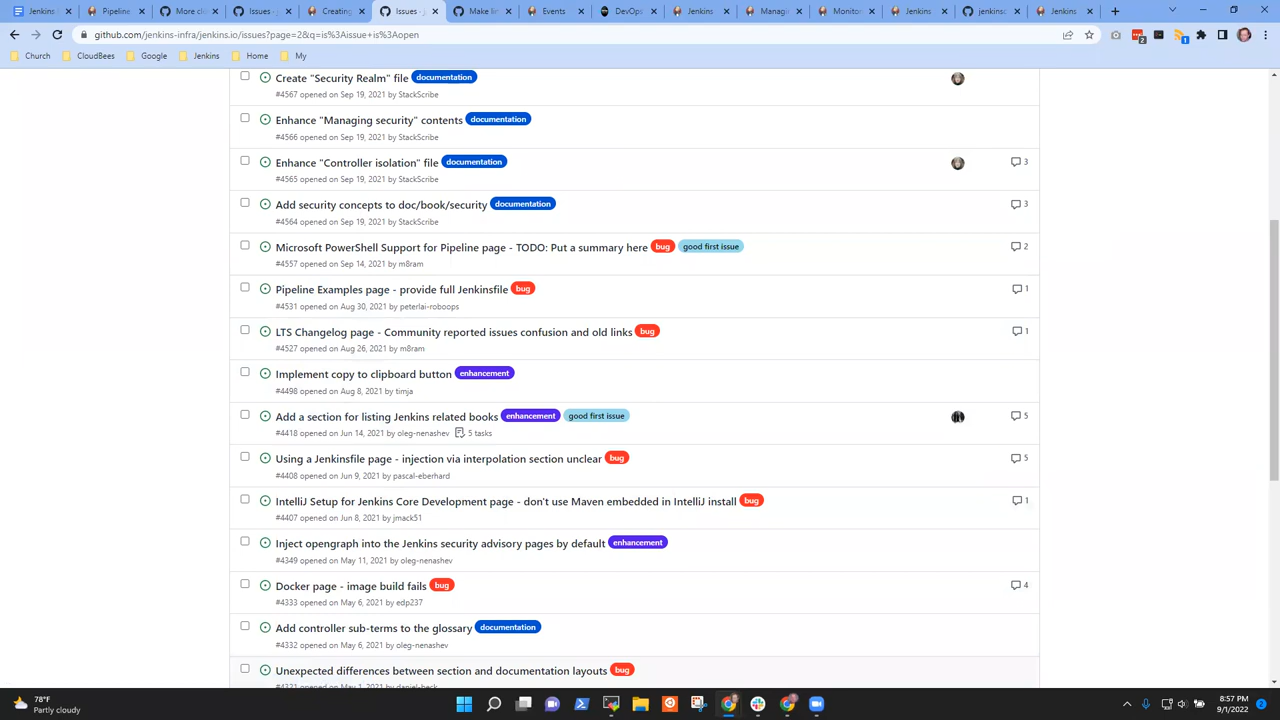 Jenkins -
Pipeline
More clo
Issues - j
Creating
Issues - j
Make lin
Events
DevOps
Jenkins -
Managin
Monitor
Jenkins
jenkinsc
Jenkins
github.com/jenkins-infra/jenkins.io/issues?page=2&q=is%3Aissue+is%3Aopen
Church
CloudBees
Google
Jenkins
Home
My
Create "Security Realm" file documentation
#4567 opened on Sep 19, 2021 by StackScribe
Enhance "Managing security" contents documentation
#4566 opened on Sep 19, 2021 by StackScribe
Enhance "Controller isolation" file documentation 3
#4565 opened on Sep 19, 2021 by StackScribe
Add security concepts to doc/book/security documentation 3
#4564 opened on Sep 19, 2021 by StackScribe
Microsoft PowerShell Support for Pipeline page - TODO: Put a summary here bug good first issue 2
#4557 opened on Sep 14, 2021 by m8ram
Pipeline Examples page - provide full Jenkinsfile bug 1
#4531 opened on Aug 30, 2021 by peterlai-roboops
LTS Changelog page - Community reported issues confusion and old links bug 1
#4527 opened on Aug 26, 2021 by m8ram
Implement copy to clipboard button enhancement
#4498 opened on Aug 8, 2021 by timja
Add a section for listing Jenkins related books enhancement good first issue 5
#4418 opened on Jun 14, 2021 by oleg-nenashev 5 tasks
Using a Jenkinsfile page - injection via interpolation section unclear bug 5
#4408 opened on Jun 9, 2021 by pascal-eberhard
IntelliJ Setup for Jenkins Core Development page - don't use Maven embedded in IntelliJ install bug 1
#4407 opened on Jun 8, 2021 by jmack51
Inject opengraph into the Jenkins security advisory pages by default enhancement
#4349 opened on May 11, 2021 by oleg-nenashev
Docker page - image build fails bug 4
#4333 opened on May 6, 2021 by edp237
Add controller sub-terms to the glossary documentation
#4332 opened on May 6, 2021 by oleg-nenashev
Unexpected differences between section and documentation layouts bug
#4321 opened on May 1, 2021 by daniel-beck
78°F
Partly cloudy
8:57 PM
9/1/2022
2